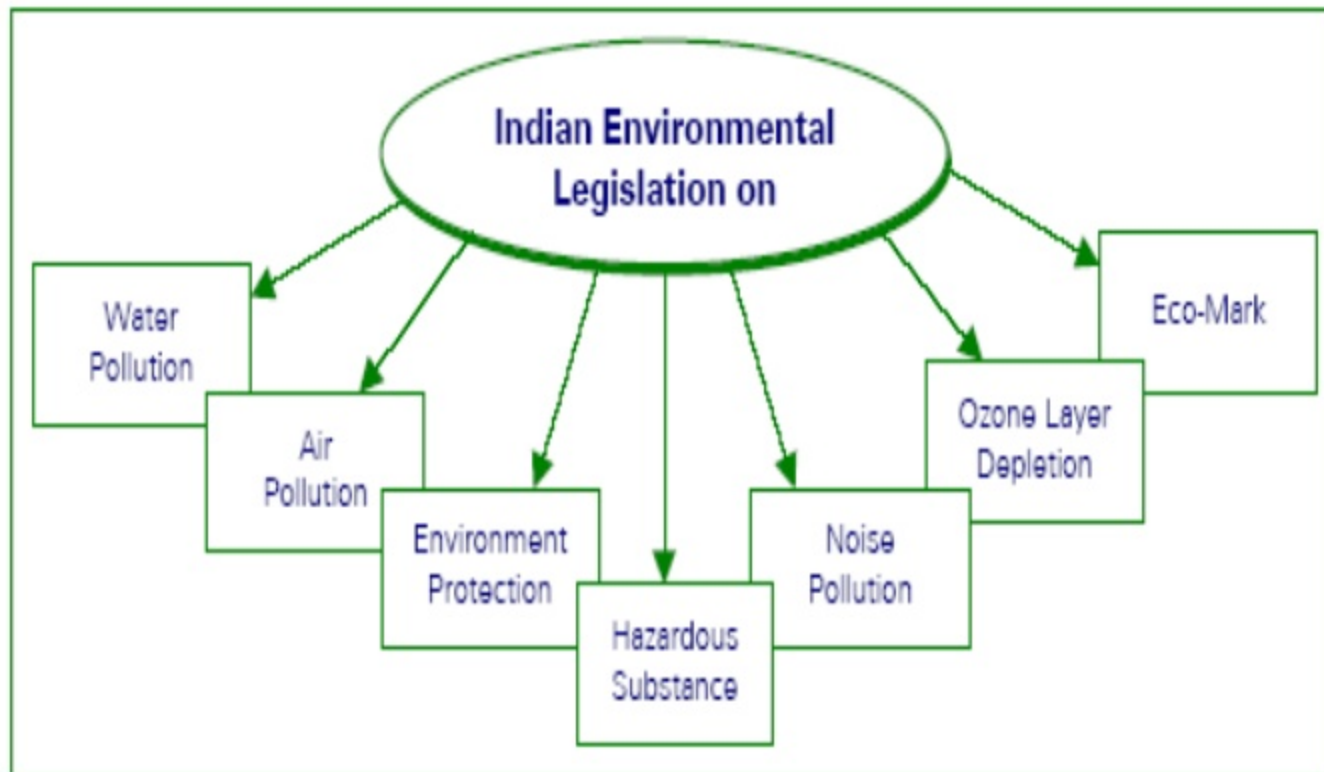 Indian Environmental
Legislation on
Water
Pollution
Air
Pollution
Environment
Protection
Hazardous
Substance
Noise
Pollution
Ozone Layer
Depletion
Eco-Mark